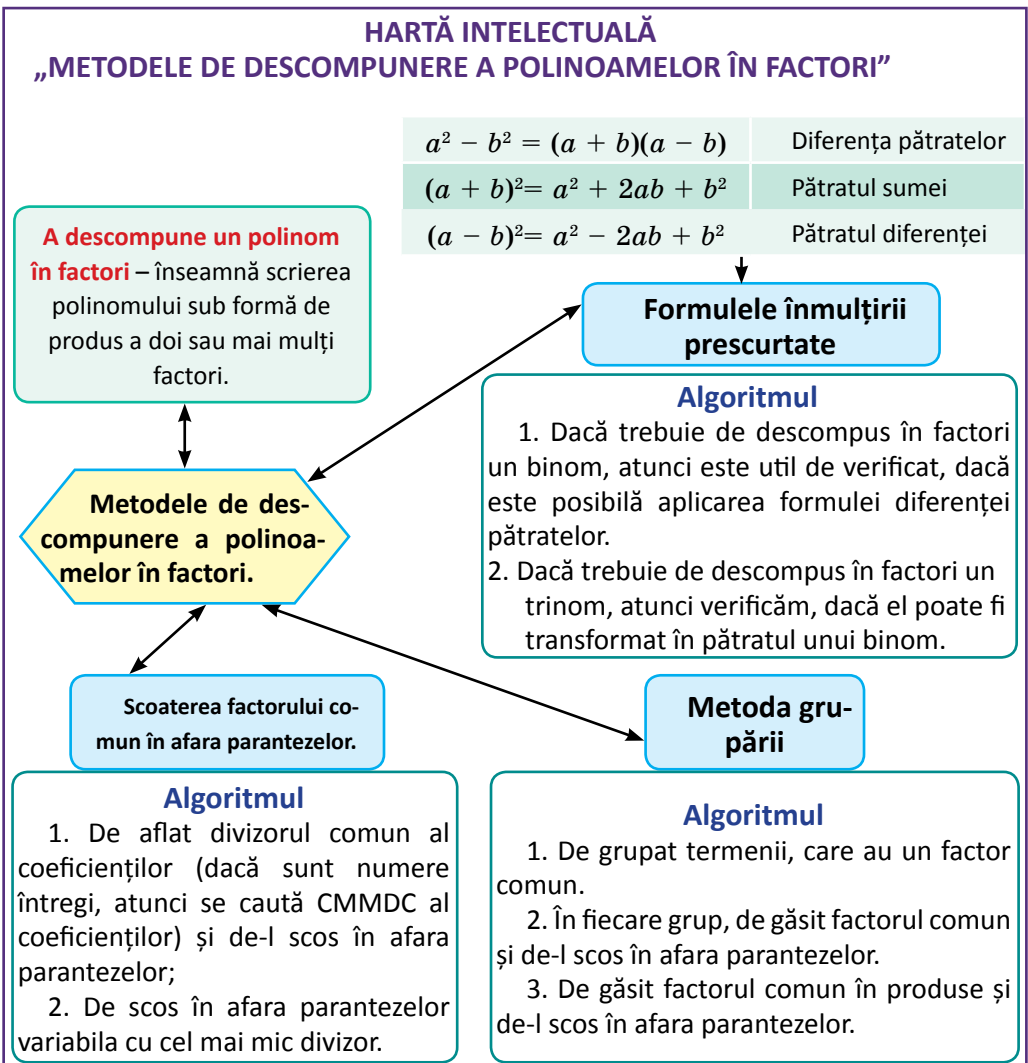 HARTĂ INTELECTUALĂ
„METODELE DE DESCOMPUNERE A POLINOAMELOR ÎN FACTORI”
a² − b² = (a + b)(a − b) Diferența pătratelor
(a + b)²= a² + 2ab + b² Pătratul sumei
(a − b)²= a² − 2ab + b² Pătratul diferenței
A descompune un polinom
în factori – înseamnă scrierea
polinomului sub formă de
produs a doi sau mai mulți
factori.
Formulele înmulțirii
prescurtate
Algoritmul
1. Dacă trebuie de descompus în factori
un binom, atunci este util de verificat, dacă
este posibilă aplicarea formulei diferenței
pătratelor.
2. Dacă trebuie de descompus în factori un
trinom, atunci verificăm, dacă el poate fi
transformat în pătratul unui binom.
Metodele de des-
compunere a polinoa-
melor în factori.
Scoaterea factorului co-
mun în afara parantezelor.
Algoritmul
1. De aflat divizorul comun al
coeficienților (dacă sunt numere
întregi, atunci se caută CMMDC al
coeficienților) și de-l scos în afara
parantezelor;
2. De scos în afara parantezelor
variabila cu cel mai mic divizor.
Metoda gru-
pării
Algoritmul
1. De grupat termenii, care au un factor
comun.
2. În fiecare grup, de găsit factorul comun
și de-l scos în afara parantezelor.
3. De găsit factorul comun în produse și
de-l scos în afara parantezelor.